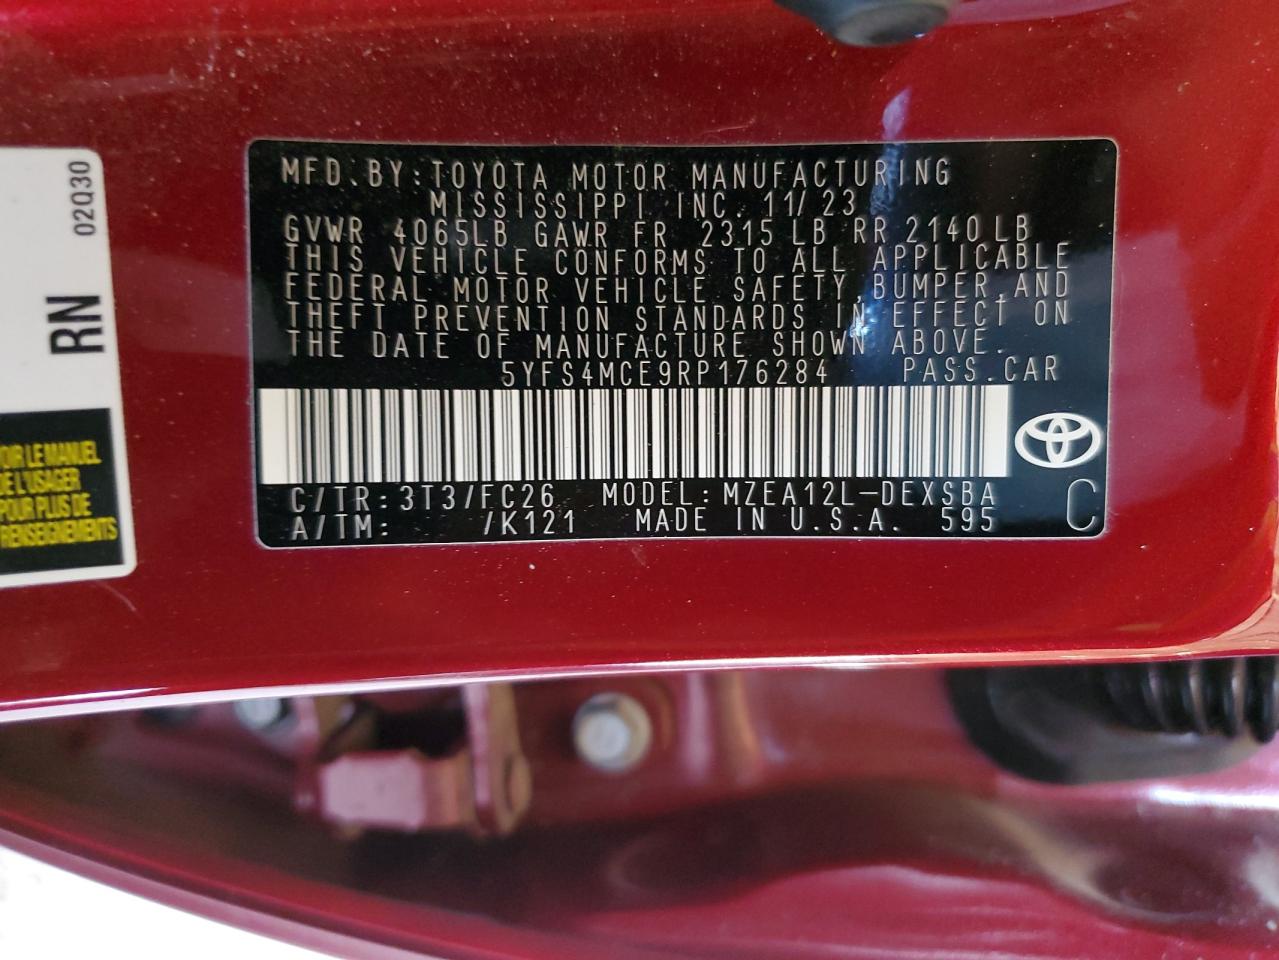 02Q30
RN
VOIR LE MANUEL
DE L'USAGER
POUR PLUS DE
RENSEIGNEMENTS
MFD.BY:TOYOTA MOTOR MANUFACTURING
MISSISSIPPI INC. 11/23
GVWR 4065LB GAWR FR 2315 LB RR 2140 LB
THIS VEHICLE CONFORMS TO ALL APPLICABLE
FEDERAL MOTOR VEHICLE SAFETY,BUMPER,AND
THEFT PREVENTION STANDARDS IN EFFECT ON
THE DATE OF MANUFACTURE SHOWN ABOVE.
5YFS4MCE9RP176284 PASS.CAR
C/TR:3T3/FC26 MODEL:MZEA12L-DEXSBA
A/TM: /K121 MADE IN U.S.A. 595 C